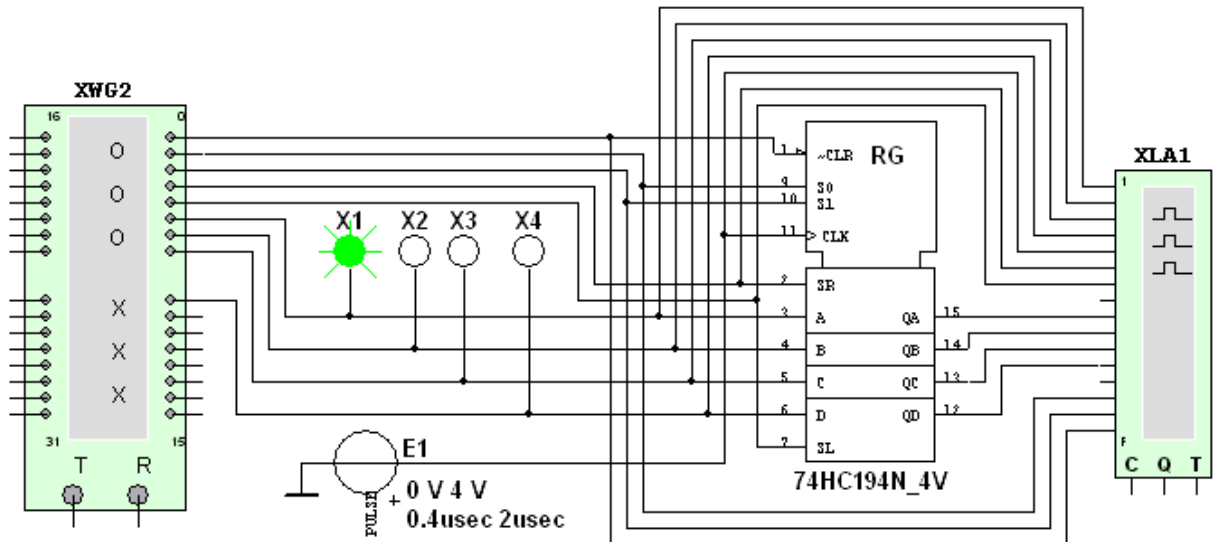 XWG2
16 0
O
O
O
X
X
X
31 15
T R
X1 X2 X3 X4
E1
PULSE
+
0 V 4 V
0.4usec 2usec
RG
1 ~CLR
9 S0
10 S1
11 CLK
2 SR
3 A QA 15
4 B QB 14
5 C QC 13
6 D QD 12
7 SL
74HC194N_4V
XLA1
1
F
C Q T